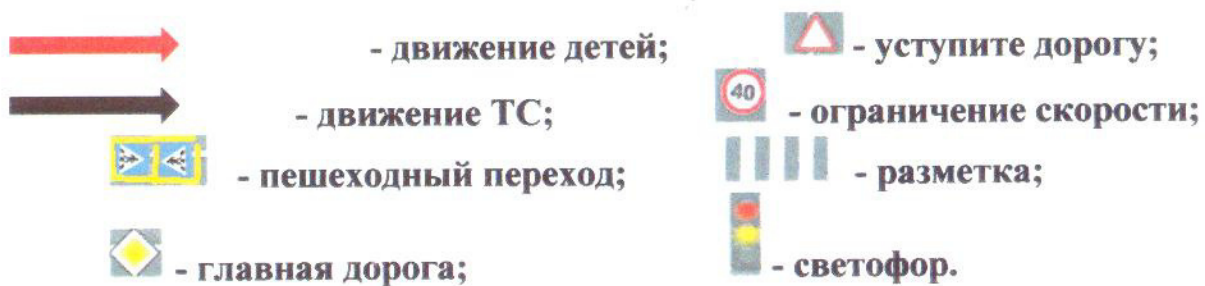 - движение детей;
- уступите дорогу;
- движение ТС;
40 - ограничение скорости;
- пешеходный переход;
- разметка;
- главная дорога;
- светофор.